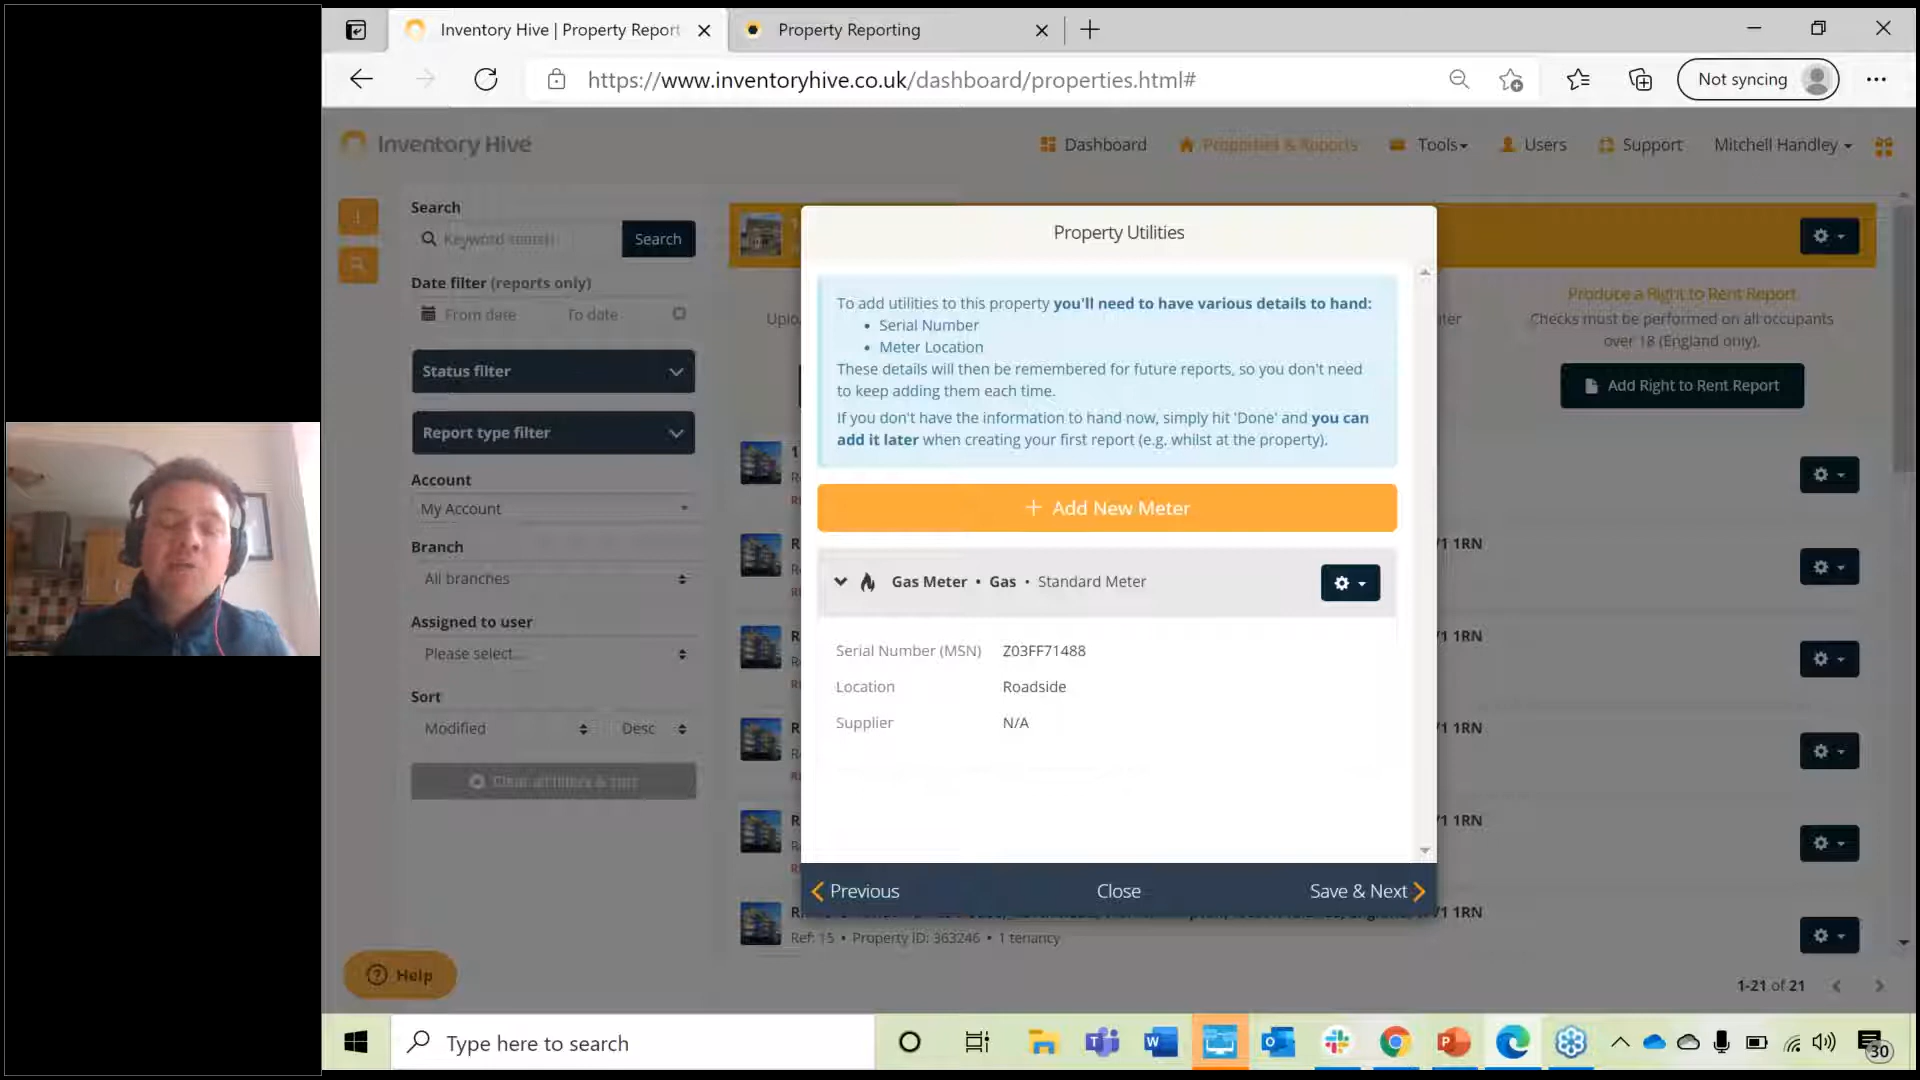 Inventory Hive | Property Report
Property Reporting
https://www.inventoryhive.co.uk/dashboard/properties.html#
Not syncing
Inventory Hive
Dashboard
Properties & Reports
Tools
Users
Support
Mitchell Handley
Search
Keyword search
Search
Date filter (reports only)
From date
To date
Status filter
Report type filter
Account
My Account
Branch
All branches
Assigned to user
Please select...
Sort
Modified
Desc
Clear all filters & sort
Help
Property Utilities
To add utilities to this property you'll need to have various details to hand:
• Serial Number
• Meter Location
These details will then be remembered for future reports, so you don't need
to keep adding them each time.
If you don't have the information to hand now, simply hit 'Done' and you can
add it later when creating your first report (e.g. whilst at the property).
+ Add New Meter
Gas Meter • Gas • Standard Meter
Serial Number (MSN) Z03FF71488
Location Roadside
Supplier N/A
Previous
Close
Save & Next
Produce a Right to Rent Report
Checks must be performed on all occupants
over 18 (England only).
Add Right to Rent Report
1RN
1RN
1RN
1RN
1RN
Ref: 15 • Property ID: 363246 • 1 tenancy
1-21 of 21
Type here to search
30